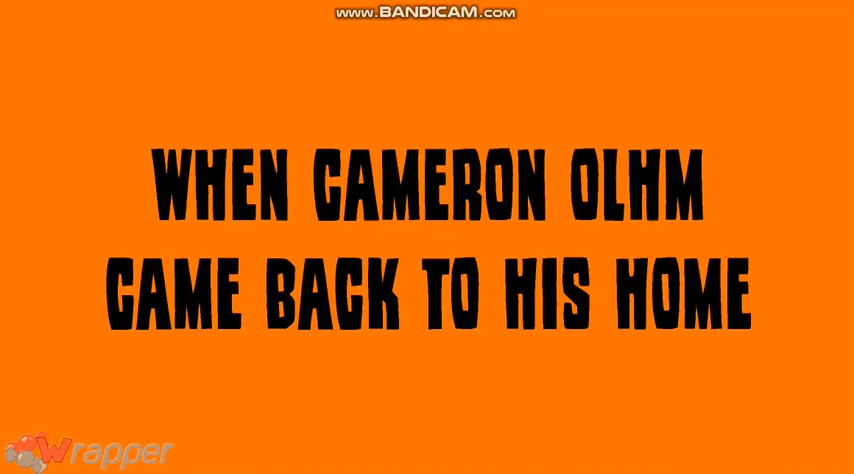 www.BANDICAM.com
WHEN CAMERON OLHM
CAME BACK TO HIS HOME
Wrapper